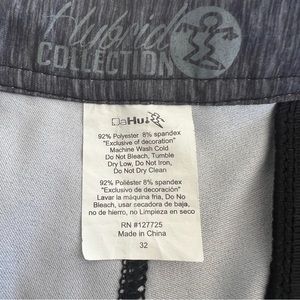 Hybrid
COLLECTION
DaHui
92% Polyester 8% spandex
"Exclusive of decoration"
Machine Wash Cold
Do Not Bleach, Tumble
Dry Low, Do Not Iron,
Do Not Dry Clean
92% Poliéster 8% spandex
"Exclusivo de decoración"
Lavar la máquina fria, Do No
Bleach, usar secadora de baja,
no de hierro, no Limpieza en seco
RN #127725
Made in China
32